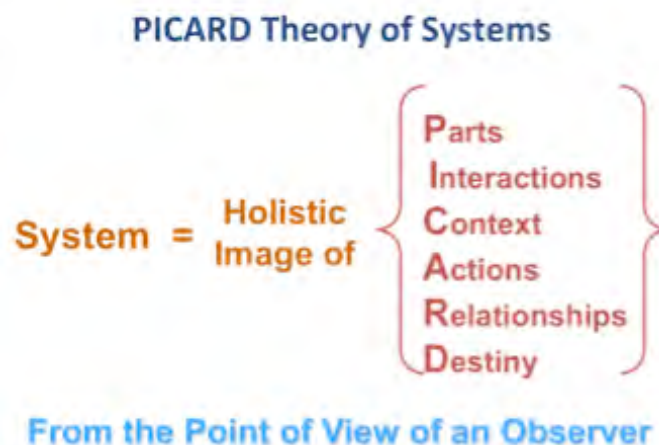 PICARD Theory of Systems
System = Holistic
Image of
Parts
Interactions
Context
Actions
Relationships
Destiny
From the Point of View of an Observer